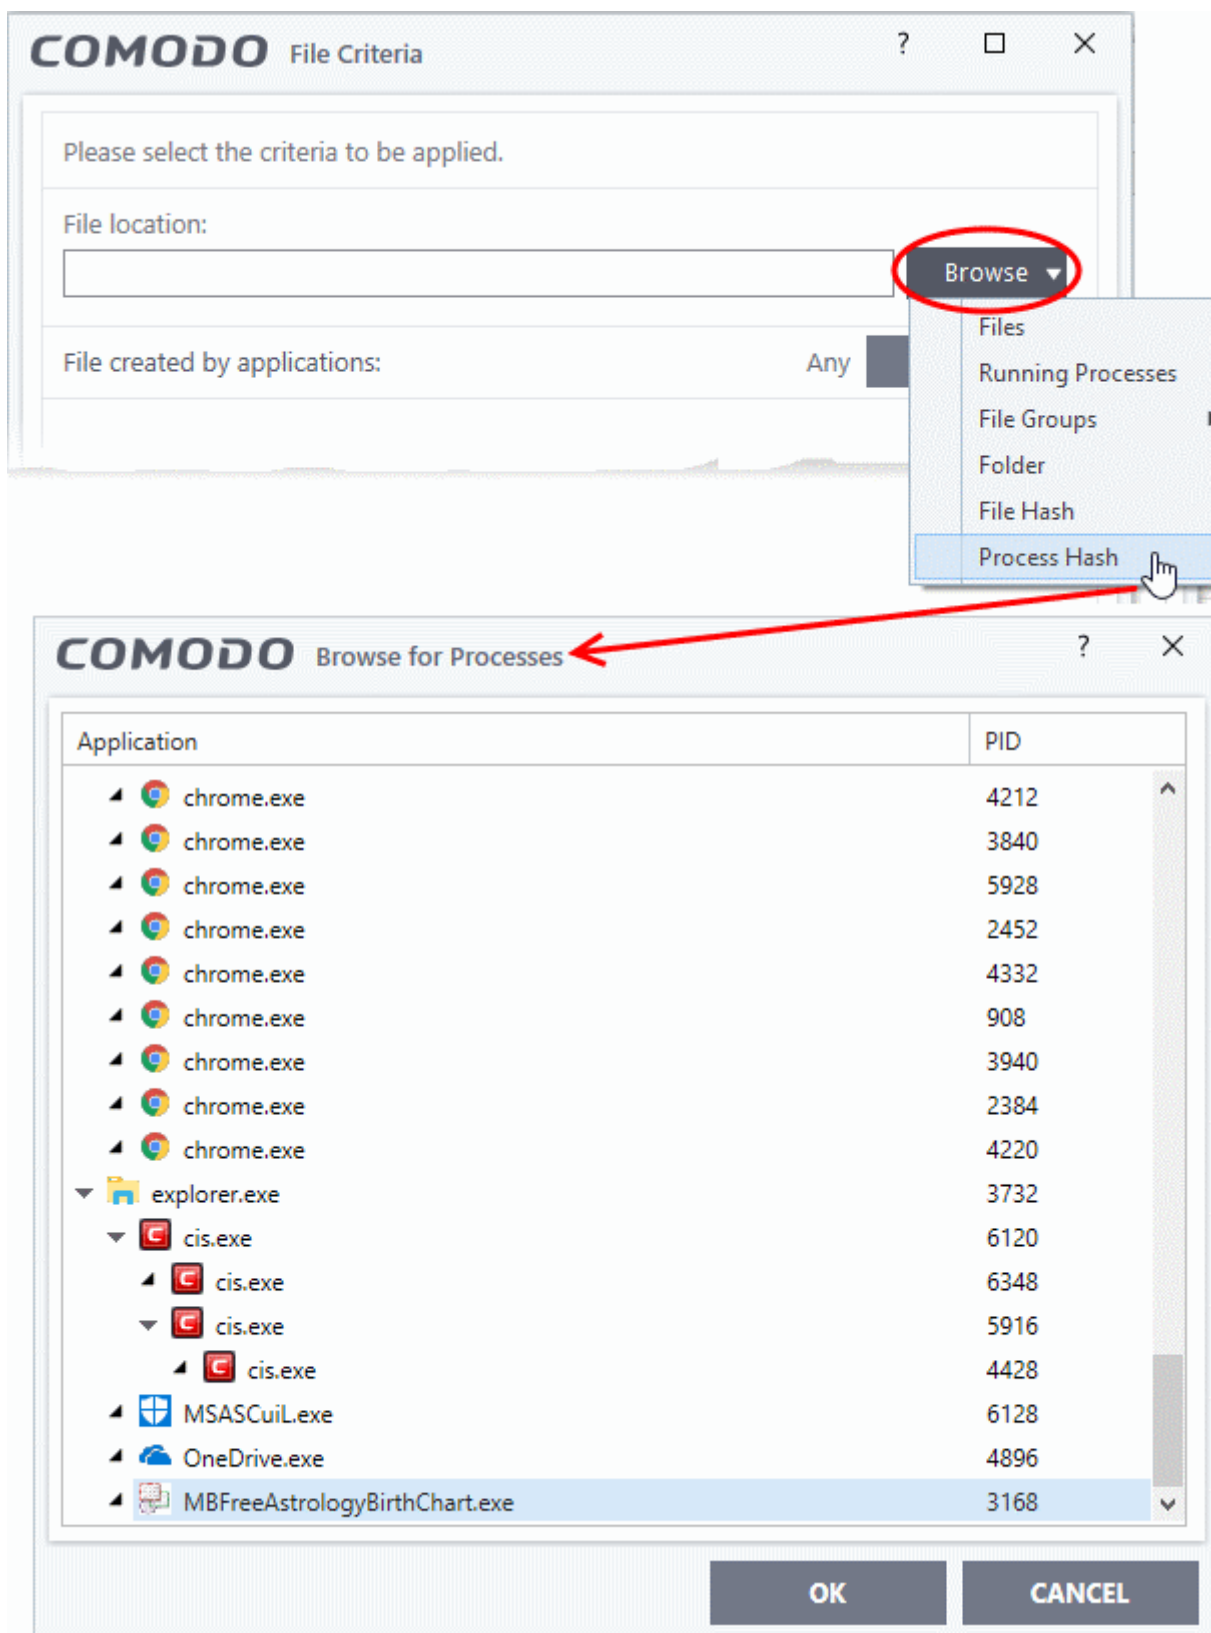 COMODO File Criteria ?
Please select the criteria to be applied.
File location:
Browse
Files
File created by applications: Any
Running Processes
File Groups
Folder
File Hash
Process Hash
COMODO Browse for Processes ?
Application PID
chrome.exe 4212
chrome.exe 3840
chrome.exe 5928
chrome.exe 2452
chrome.exe 4332
chrome.exe 908
chrome.exe 3940
chrome.exe 2384
chrome.exe 4220
explorer.exe 3732
cis.exe 6120
cis.exe 6348
cis.exe 5916
cis.exe 4428
MSASCuiL.exe 6128
OneDrive.exe 4896
MBFreeAstrologyBirthChart.exe 3168
OK CANCEL